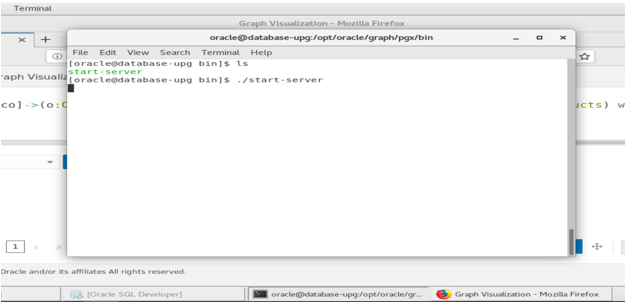 Terminal
Graph Visualization - Mozilla Firefox
oracle@database-upg:/opt/oracle/graph/pgx/bin
File Edit View Search Terminal Help
[oracle@database-upg bin]$ ls
start-server
raph Visualiz
[oracle@database-upg bin]$ ./start-server
co]->(o:O
ucts) w
1
Oracle and/or its affiliates All rights reserved.
[Oracle SQL Developer]
oracle@database-upg:/opt/oracle/gr...
Graph Visualization - Mozilla Firefox